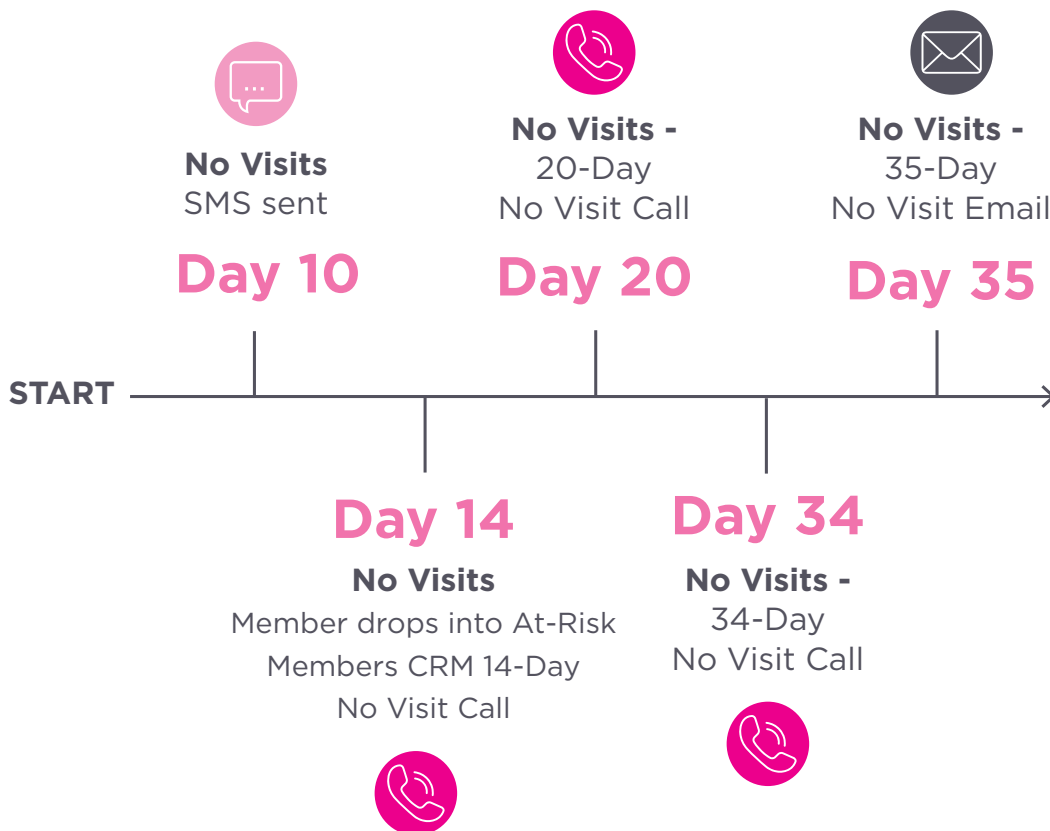 No Visits
SMS sent
Day 10
No Visits -
20-Day
No Visit Call
Day 20
No Visits -
35-Day
No Visit Email
Day 35
START
Day 14
No Visits
Member drops into At-Risk
Members CRM 14-Day
No Visit Call
Day 34
No Visits -
34-Day
No Visit Call